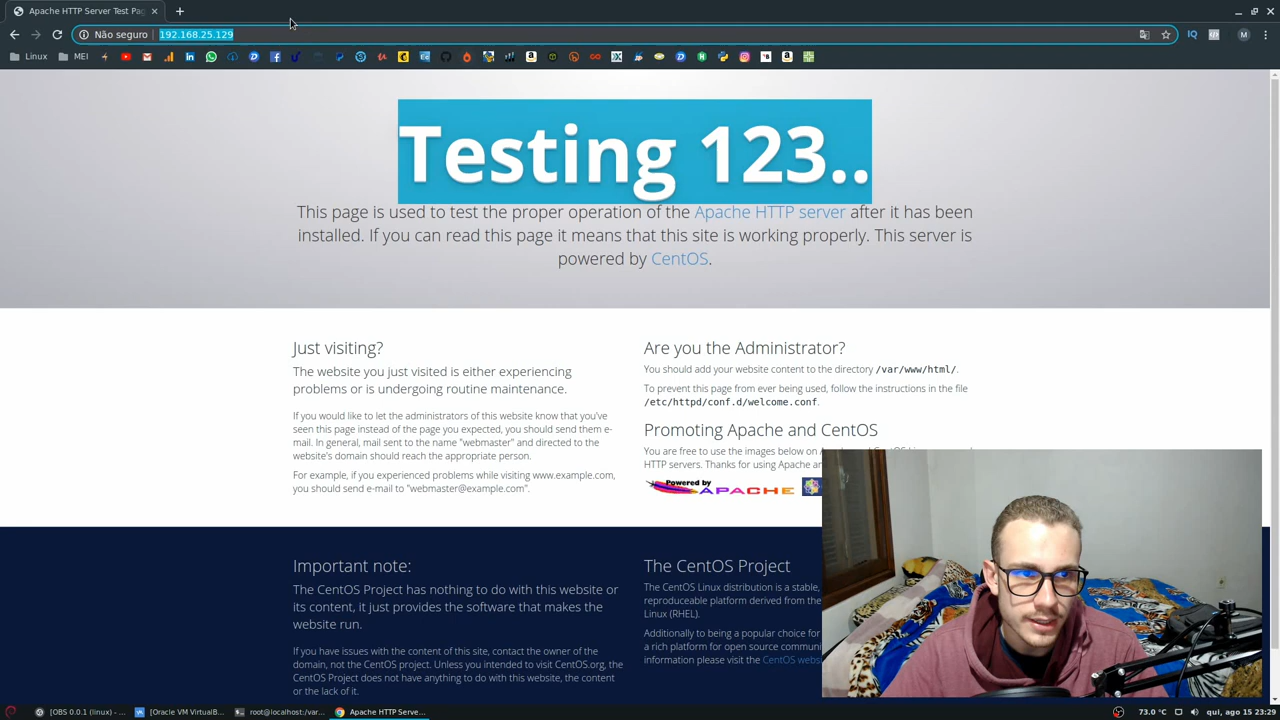 Apache HTTP Server Test Pag
Não seguro
192.168.25.129
Linux
MEI
Testing 123..
This page is used to test the proper operation of the Apache HTTP server after it has been
installed. If you can read this page it means that this site is working properly. This server is
powered by CentOS.
Just visiting?
The website you just visited is either experiencing
problems or is undergoing routine maintenance.
If you would like to let the administrators of this website know that you've
seen this page instead of the page you expected, you should send them e-
mail. In general, mail sent to the name "webmaster" and directed to the
website's domain should reach the appropriate person.
For example, if you experienced problems while visiting www.example.com,
you should send e-mail to "webmaster@example.com".
Are you the Administrator?
You should add your website content to the directory /var/www/html/.
To prevent this page from ever being used, follow the instructions in the file
/etc/httpd/conf.d/welcome.conf.
Promoting Apache and CentOS
You are free to use the images below on
HTTP servers. Thanks for using Apache an
Powered by
APACHE
Important note:
The CentOS Project has nothing to do with this website or
its content, it just provides the software that makes the
website run.
If you have issues with the content of this site, contact the owner of the
domain, not the CentOS project. Unless you intended to visit CentOS.org, the
CentOS Project does not have anything to do with this website, the content
or the lack of it.
The CentOS Project
The CentOS Linux distribution is a stable,
reproduceable platform derived from the
Linux (RHEL).
Additionally to being a popular choice for
a rich platform for open source commun
information please visit the CentOS webs
[OBS 0.0.1 (linux) - ...
[Oracle VM VirtualB...
root@localhost:/var...
Apache HTTP Serve...
73.0 °C
qui, ago 15 23:29